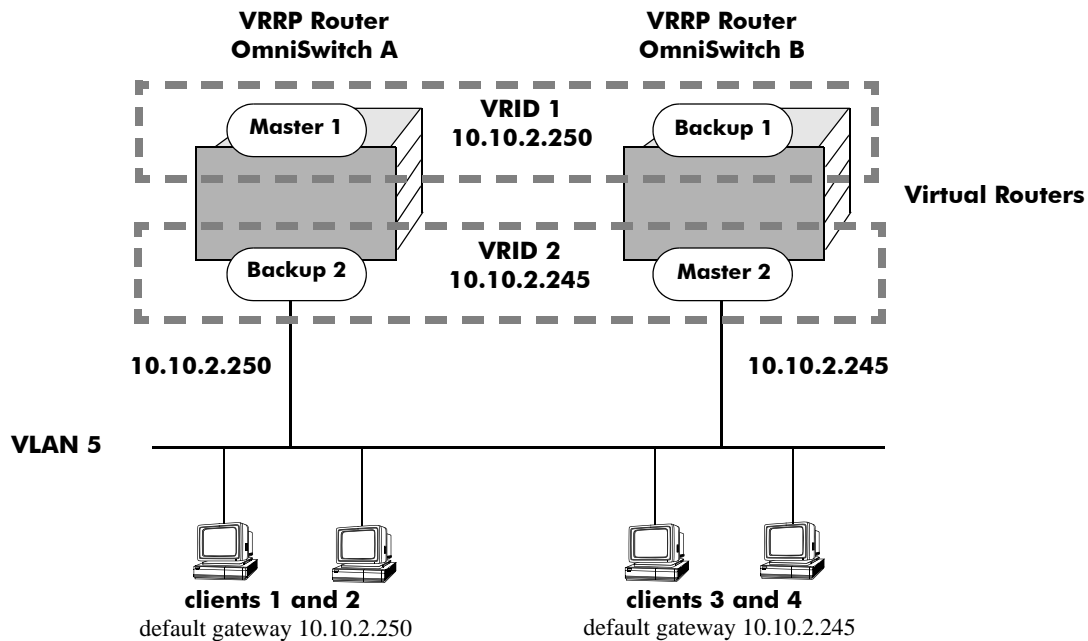 VRRP Router
OmniSwitch A
VRRP Router
OmniSwitch B
Master 1
VRID 1
10.10.2.250
Backup 1
Virtual Routers
Backup 2
VRID 2
10.10.2.245
Master 2
10.10.2.250
10.10.2.245
VLAN 5
clients 1 and 2
default gateway 10.10.2.250
clients 3 and 4
default gateway 10.10.2.245